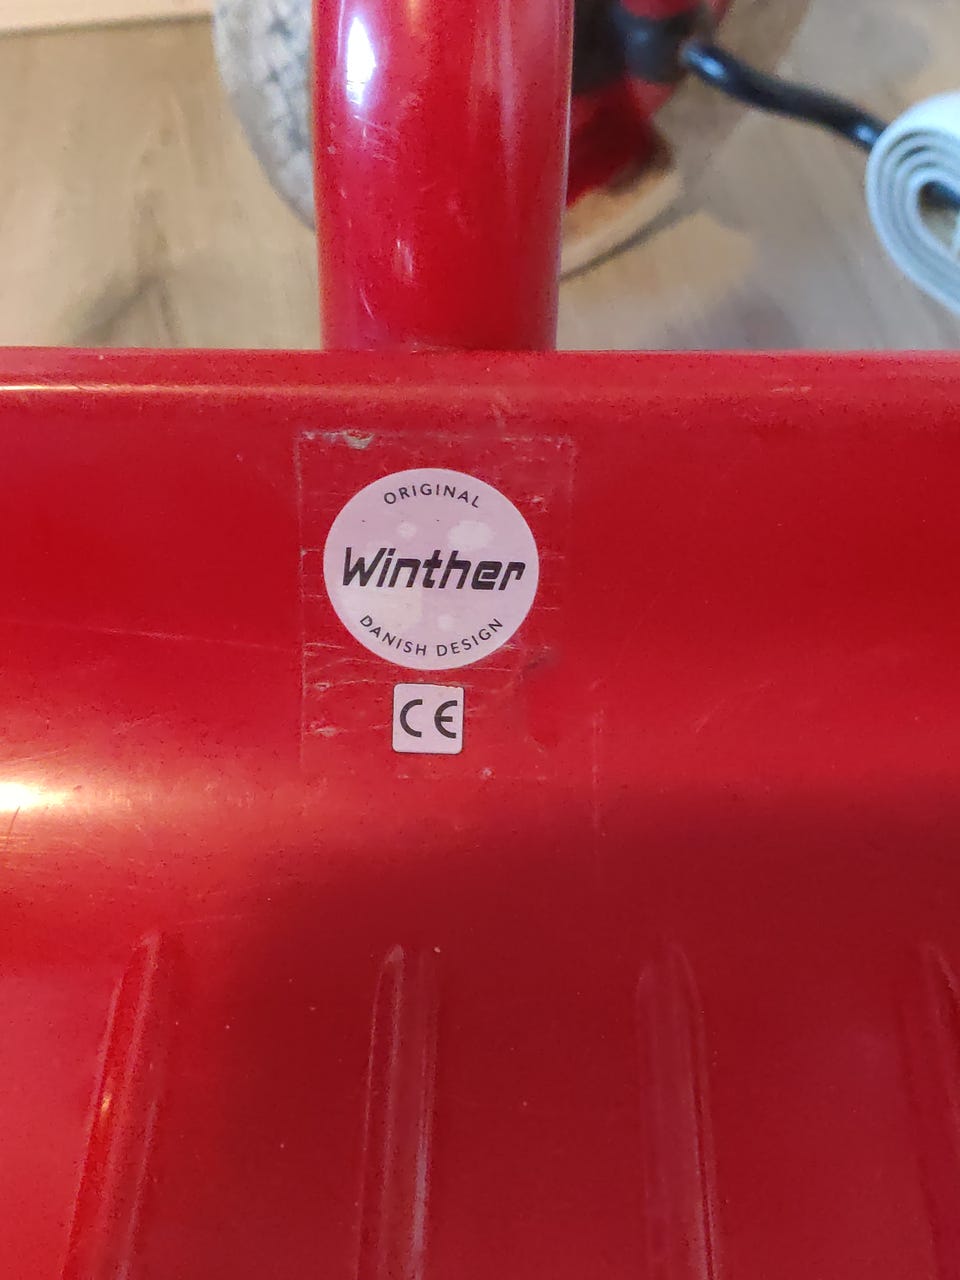 ORIGINAL
Winther
DANISH DESIGN
CE